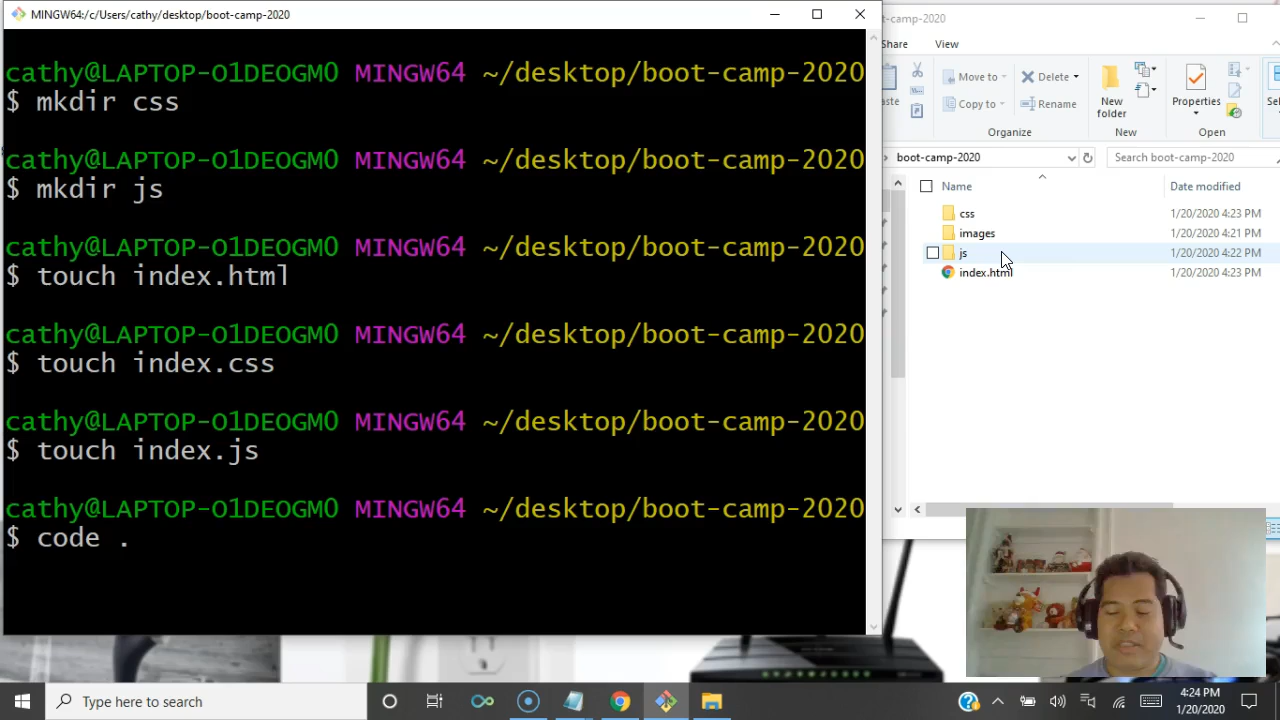 MINGW64:/c/Users/cathy/desktop/boot-camp-2020
cathy@LAPTOP-O1DEOGM0 MINGW64 ~/desktop/boot-camp-2020
$ mkdir css
cathy@LAPTOP-O1DEOGM0 MINGW64 ~/desktop/boot-camp-2020
$ mkdir js
cathy@LAPTOP-O1DEOGM0 MINGW64 ~/desktop/boot-camp-2020
$ touch index.html
cathy@LAPTOP-O1DEOGM0 MINGW64 ~/desktop/boot-camp-2020
$ touch index.css
cathy@LAPTOP-O1DEOGM0 MINGW64 ~/desktop/boot-camp-2020
$ touch index.js
cathy@LAPTOP-O1DEOGM0 MINGW64 ~/desktop/boot-camp-2020
$ code .
ot-camp-2020
Share View
aste
Move to
Copy to
Delete
Rename
Organize
New
folder
New
Properties
Open
Sel
boot-camp-2020
Search boot-camp-2020
Name Date modified
css 1/20/2020 4:23 PM
images 1/20/2020 4:21 PM
js 1/20/2020 4:22 PM
index.html 1/20/2020 4:23 PM
Type here to search
4:24 PM
1/20/2020